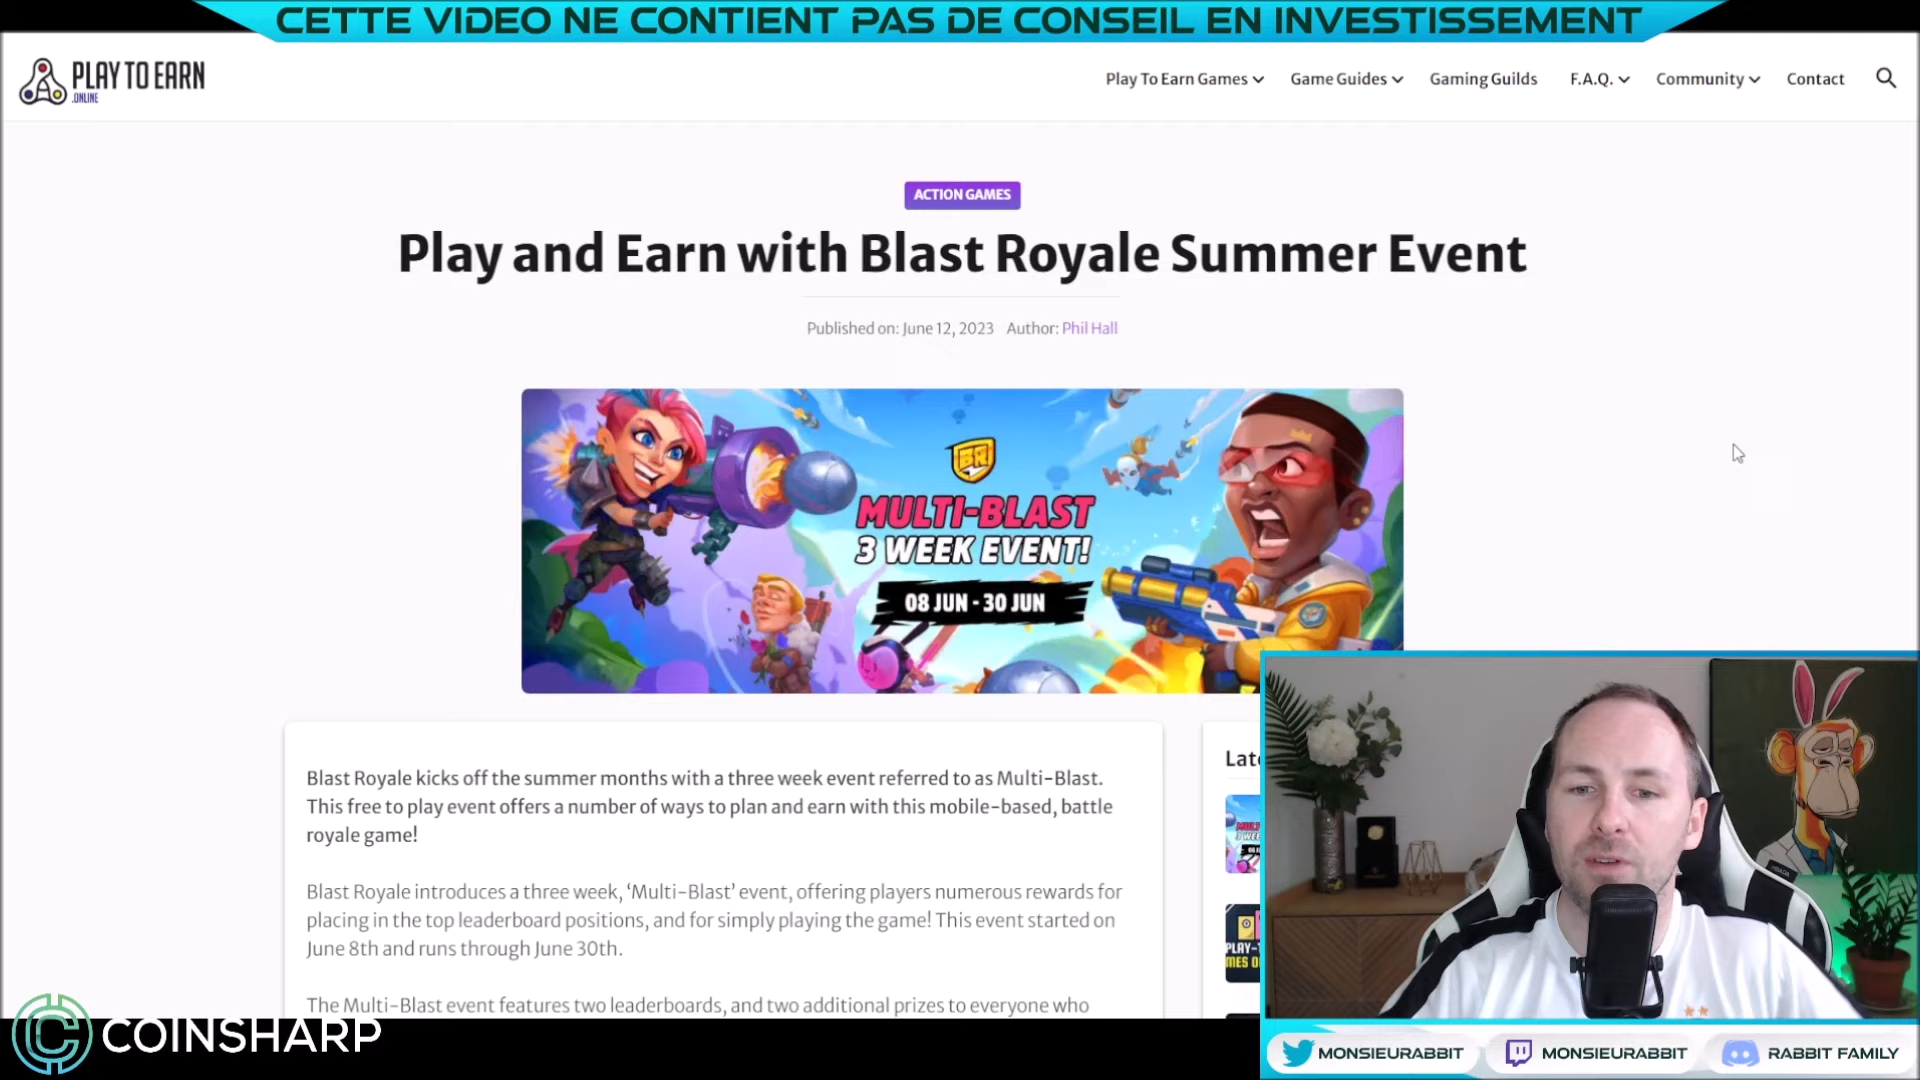 CETTE VIDEO NE CONTIENT PAS DE CONSEIL EN INVESTISSEMENT
PLAY TO EARN
.ONLINE
Play To Earn Games
Game Guides
Gaming Guilds
F.A.Q.
Community
Contact
ACTION GAMES
Play and Earn with Blast Royale Summer Event
Published on: June 12, 2023 Author: Phil Hall
BR
MULTI-BLAST
3 WEEK EVENT!
08 JUN - 30 JUN
Blast Royale kicks off the summer months with a three week event referred to as Multi-Blast.
This free to play event offers a number of ways to plan and earn with this mobile-based, battle
royale game!
Blast Royale introduces a three week, ‘Multi-Blast’ event, offering players numerous rewards for
placing in the top leaderboard positions, and for simply playing the game! This event started on
June 8th and runs through June 30th.
The Multi-Blast event features two leaderboards, and two additional prizes to everyone who
Late
PLAY-
MES O
COINSHARP
MONSIEURABBIT
MONSIEURABBIT
RABBIT FAMILY